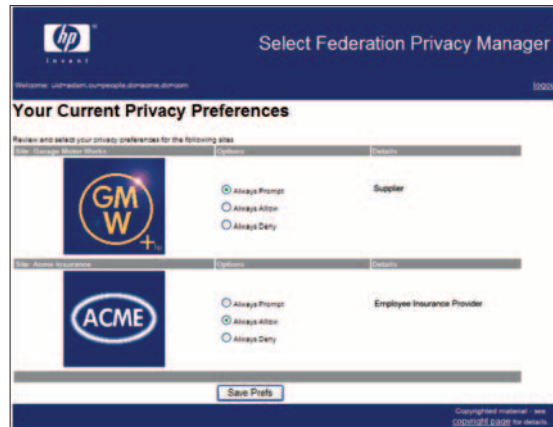 hp
invent
Select Federation Privacy Manager
Welcome: uid=adam,ou=people,dc=acme,dc=com
logout
Your Current Privacy Preferences
Review and select your privacy preferences for the following sites
Site: Garage Motor Works Options Details
GM
W
+
Always Prompt
Always Allow
Always Deny
Supplier
Site: Acme Insurance Options Details
ACME
Always Prompt
Always Allow
Always Deny
Employee Insurance Provider
Save Prefs
Copyrighted material - see
copyright page for details.